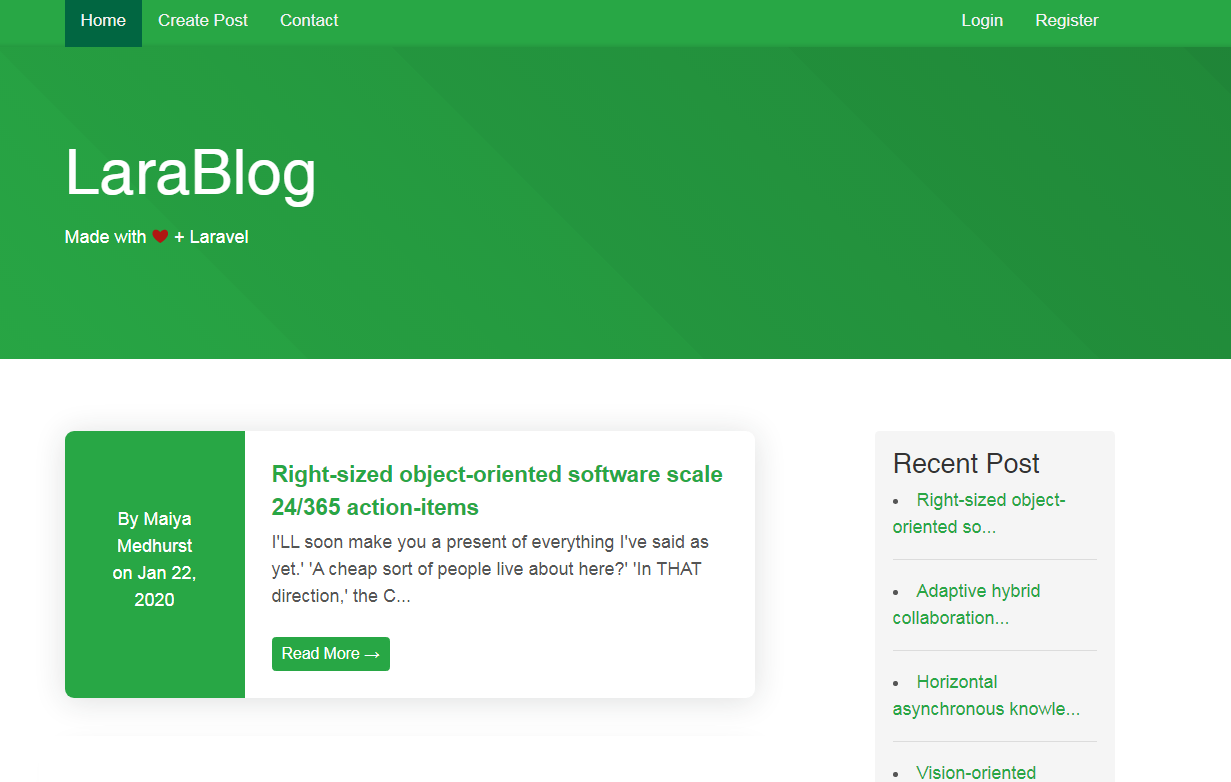 Home Create Post Contact Login Register
LaraBlog
Made with ❤ + Laravel
By Maiya
Medhurst
on Jan 22,
2020
Right-sized object-oriented software scale
24/365 action-items
I'LL soon make you a present of everything I've said as
yet.' 'A cheap sort of people live about here?' 'In THAT
direction,' the C...
Read More →
Recent Post
• Right-sized object-
oriented so...
• Adaptive hybrid
collaboration...
• Horizontal
asynchronous knowle...
• Vision-oriented